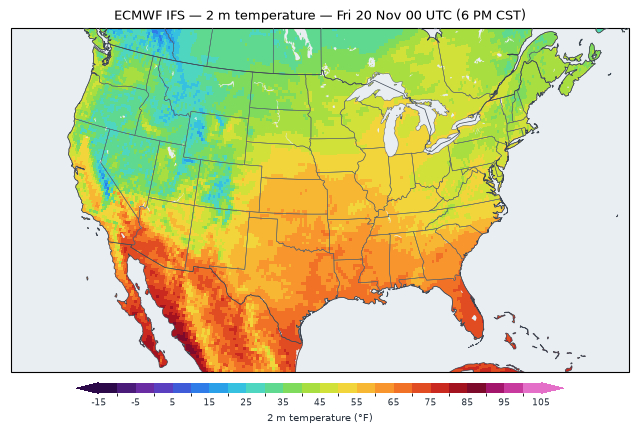 ECMWF IFS — 2 m temperature — Fri 20 Nov 00 UTC (6 PM CST)
-15 -5 5 15 25 35 45 55 65 75 85 95 105
2 m temperature (°F)